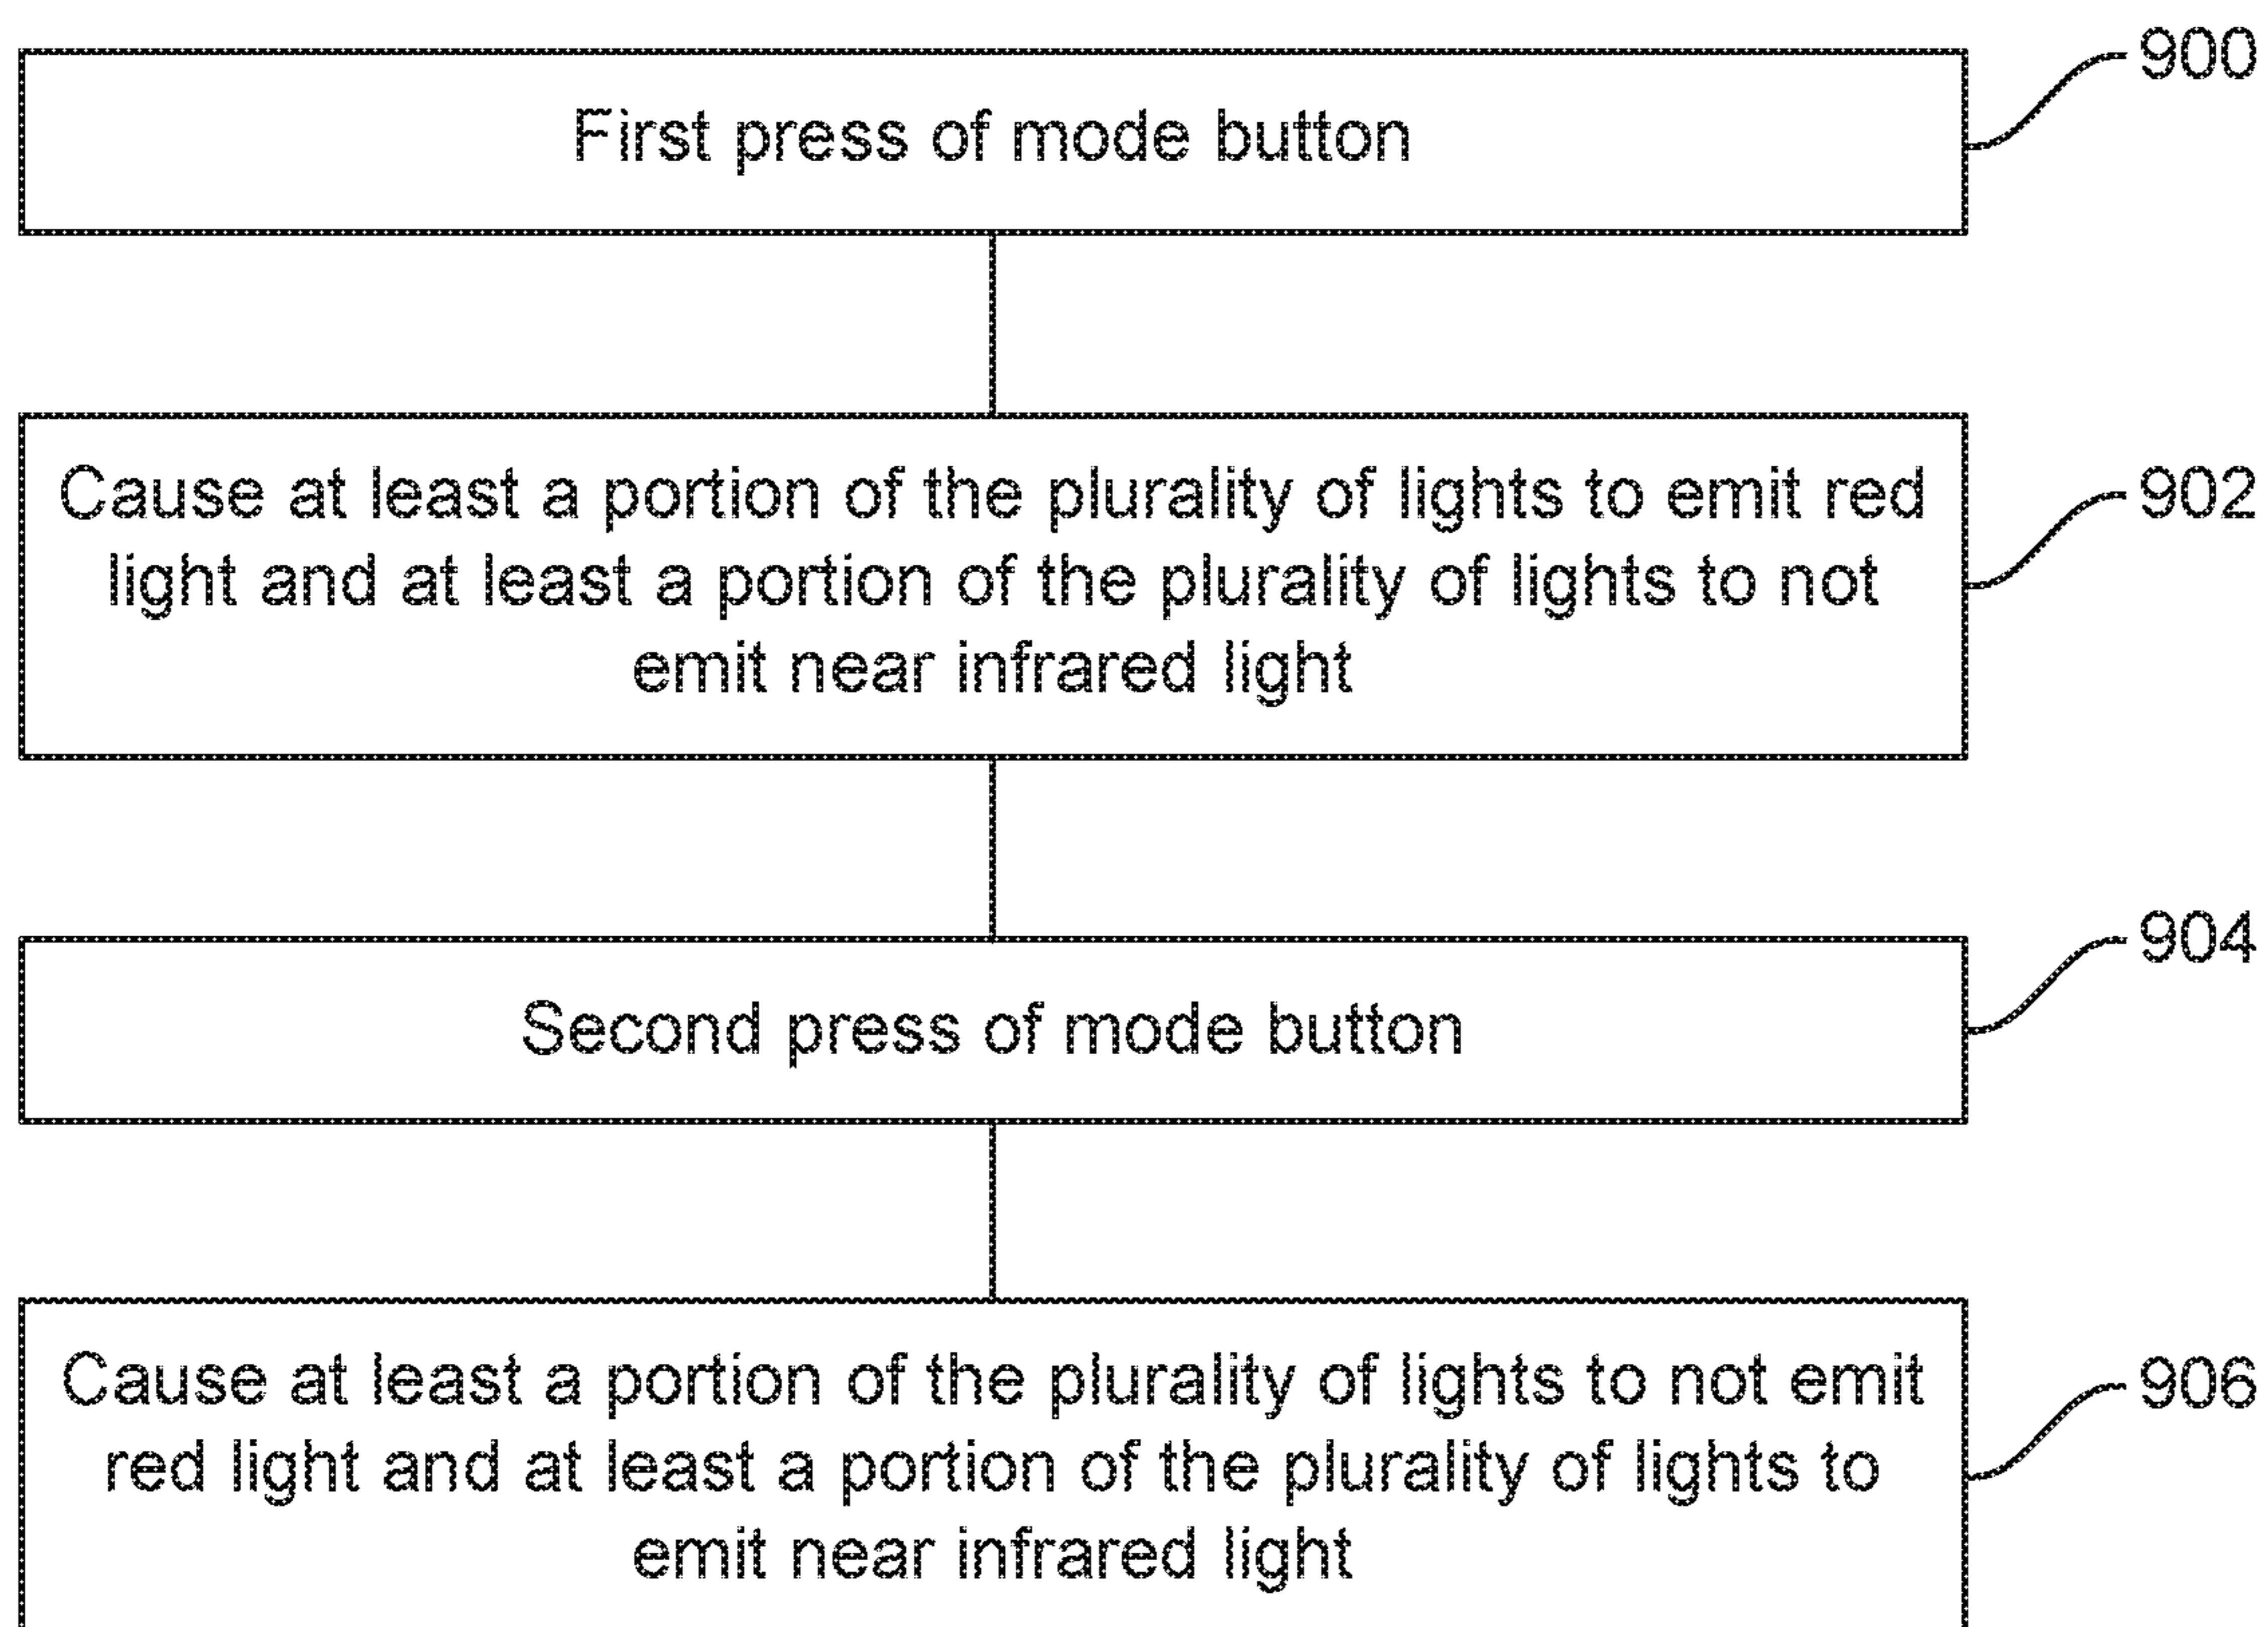 First press of mode button
900
Cause at least a portion of the plurality of lights to emit red
light and at least a portion of the plurality of lights to not
emit near infrared light
902
Second press of mode button
904
Cause at least a portion of the plurality of lights to not emit
red light and at least a portion of the plurality of lights to
emit near infrared light
906